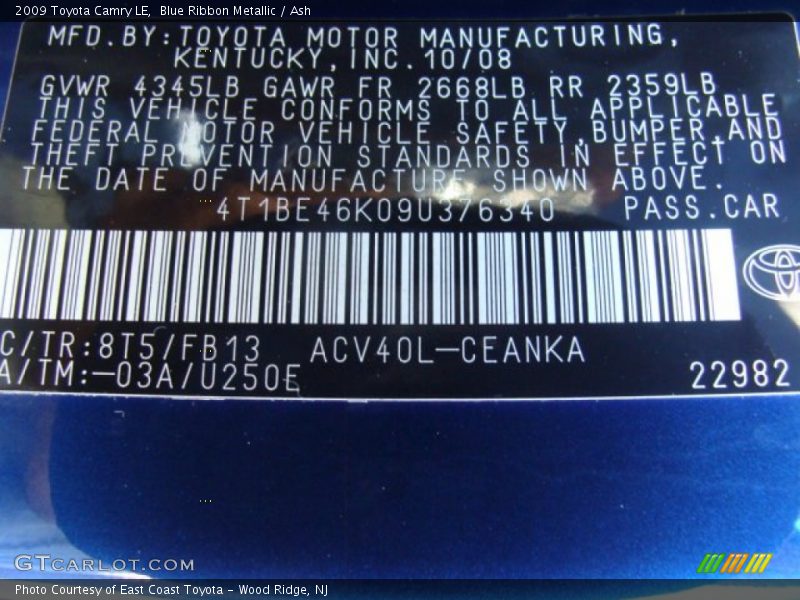 2009 Toyota Camry LE,  Blue Ribbon Metallic / Ash
MFD.BY:TOYOTA MOTOR MANUFACTURING,
KENTUCKY,INC.10/08
GVWR 4345LB GAWR FR 2668LB RR 2359LB
THIS VEHICLE CONFORMS TO ALL APPLICABLE
FEDERAL MOTOR VEHICLE SAFETY,BUMPER,AND
THEFT PREVENTION STANDARDS IN EFFECT ON
THE DATE OF MANUFACTURE SHOWN ABOVE.
4T1BE46K09U376340 PASS.CAR
C/TR:8T5/FB13 ACV40L-CEANKA
A/TM:-03A/U250E 22982
GTCARLOT.COM
Photo Courtesy of East Coast Toyota - Wood Ridge, NJ